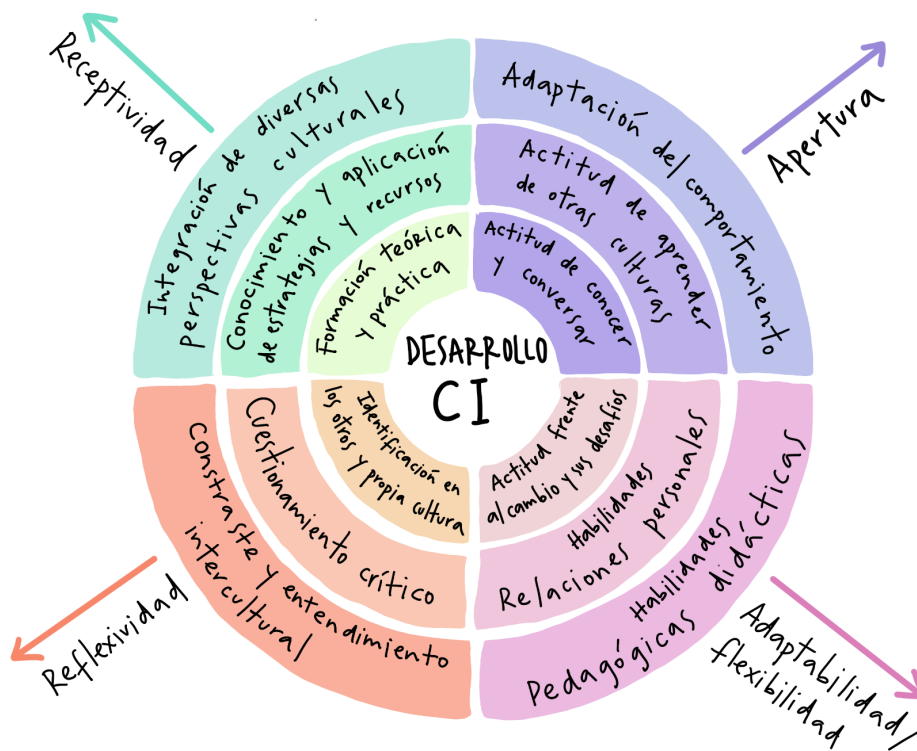 Receptividad
Integración de diversas
perspectivas culturales
Conocimiento y aplicación
de estrategias y recursos
Formación teórica
y práctica
Apertura
Adaptación del comportamiento
Actitud de aprender
de otras culturas
Actitud de conocer
y conversar
DESARROLLO
CI
Identificación en
los otros y propia cultura
Cuestionamiento crítico
Constraste y entendimiento
intercultural
Reflexividad
Actitud frente
al cambio y sus desafíos
Habilidades
Relaciones personales
Habilidades
Pedagógicas didácticas
Adaptabilidad/
flexibilidad